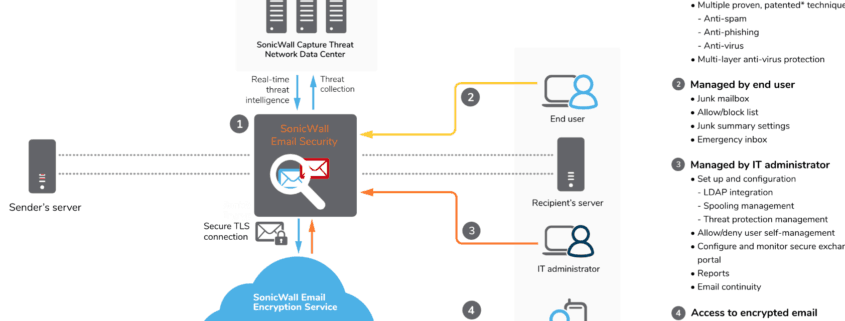 SonicWall Capture Threat
Network Data Center
Real-time
threat
intelligence
Threat
collection
1
SonicWall
Email Security
Sender's server
Secure TLS
connection
SonicWall Email
Encryption Service
2
End user
Recipient's server
3
IT administrator
4
• Multiple proven, patented* technique
- Anti-spam
- Anti-phishing
- Anti-virus
• Multi-layer anti-virus protection
2 Managed by end user
• Junk mailbox
• Allow/block list
• Junk summary settings
• Emergency inbox
3 Managed by IT administrator
• Set up and configuration
- LDAP integration
- Spooling management
- Threat protection management
• Allow/deny user self-management
• Configure and monitor secure exchan
portal
• Reports
• Email continuity
4 Access to encrypted email